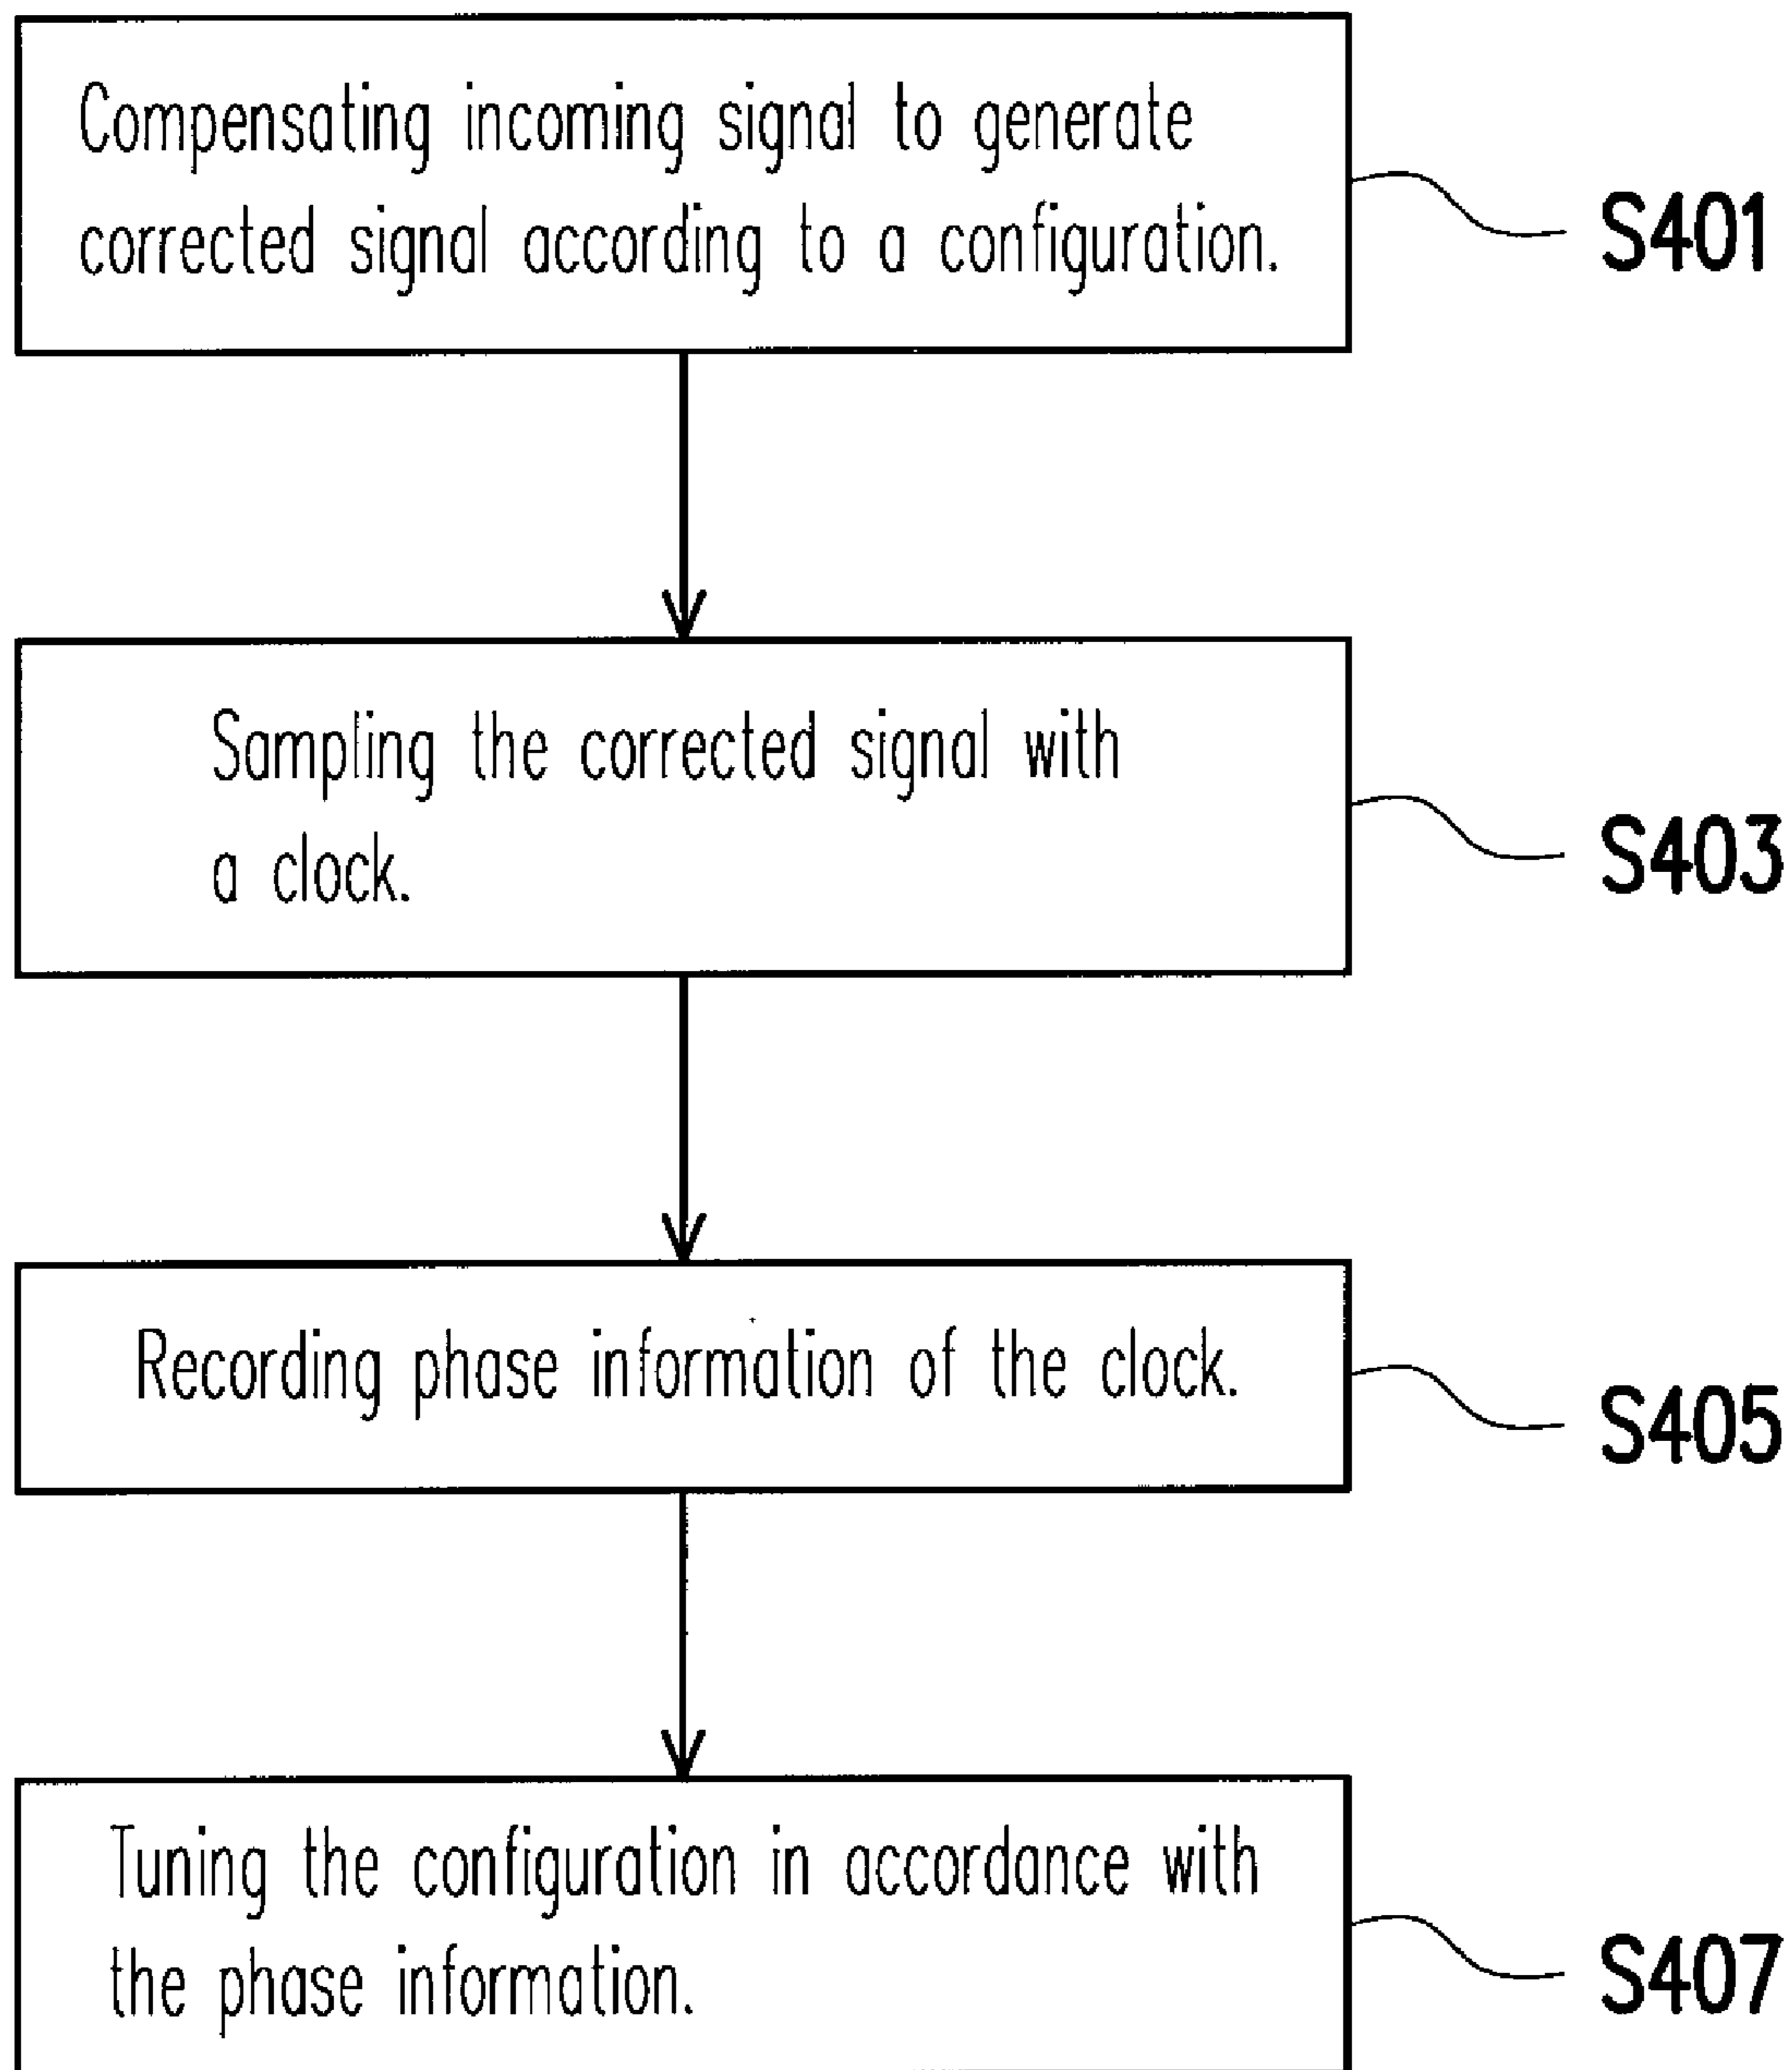 Compensating incoming signal to generate
corrected signal according to a configuration.
S401
Sampling the corrected signal with
a clock.
S403
Recording phase information of the clock.
S405
Tuning the configuration in accordance with
the phase information.
S407